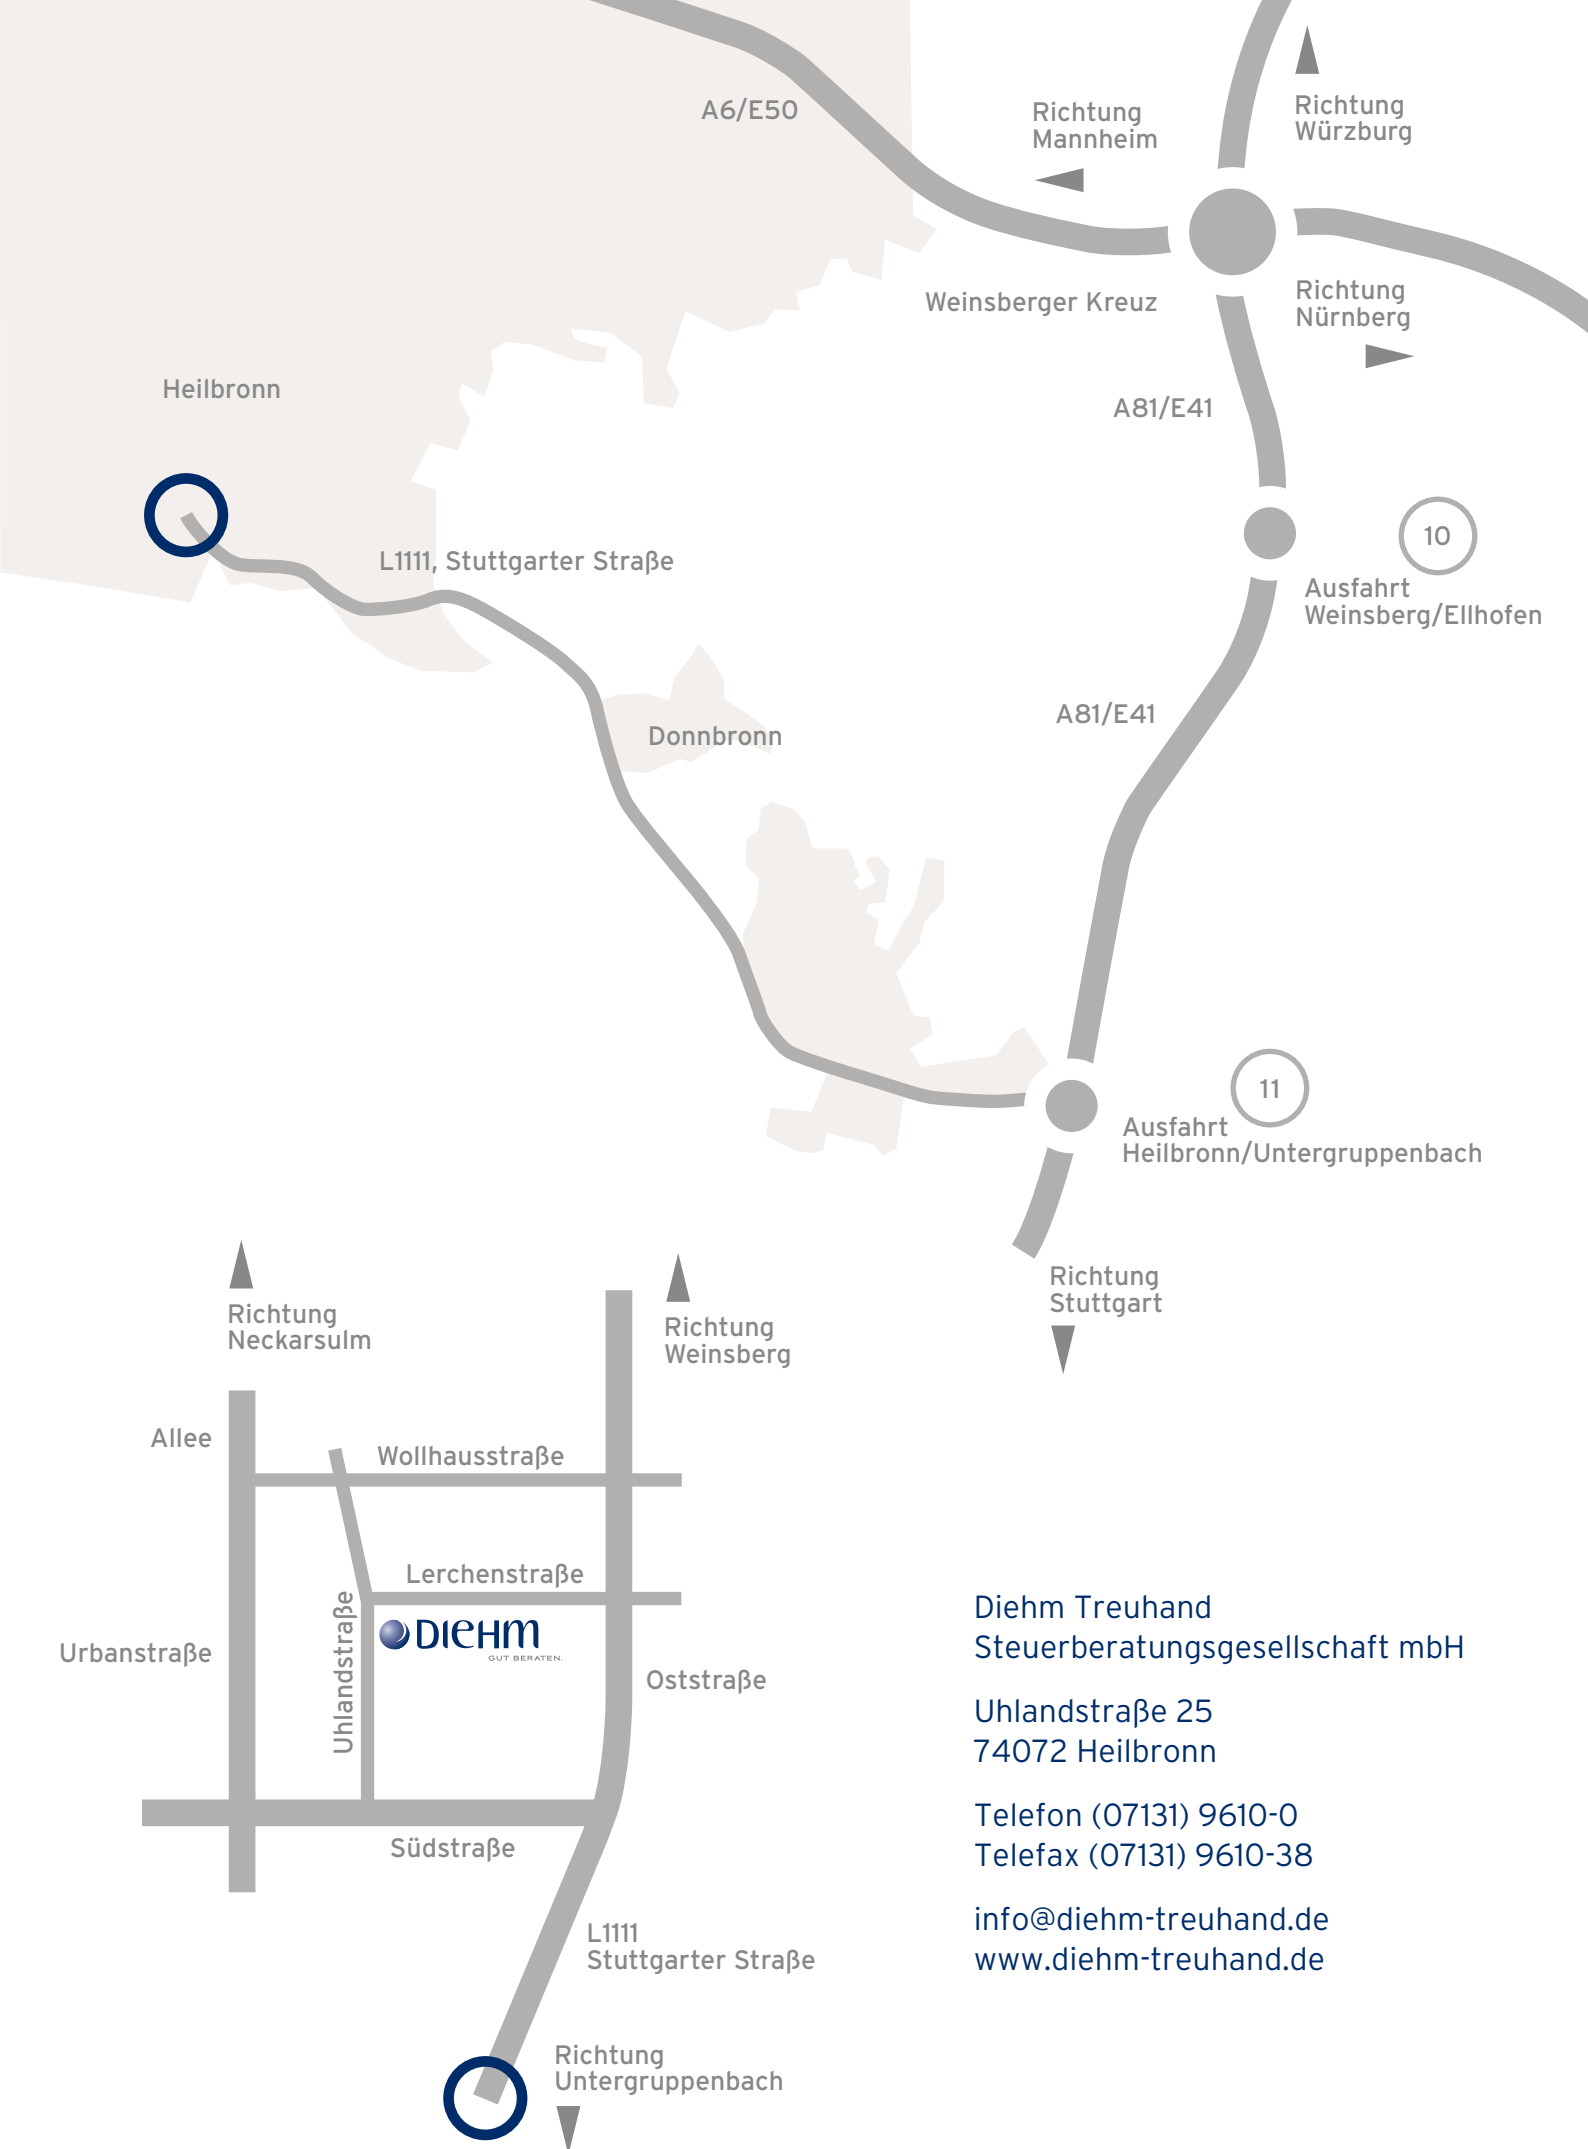 A6/E50
Richtung
Mannheim
Richtung
Würzburg
Weinsberger Kreuz
Richtung
Nürnberg
Heilbronn
A81/E41
10
L1111, Stuttgarter Straße
Ausfahrt
Weinsberg/Ellhofen
A81/E41
Donnbronn
11
Ausfahrt
Heilbronn/Untergruppenbach
Richtung
Stuttgart
Richtung
Neckarsulm
Richtung
Weinsberg
Allee
Wollhausstraße
Lerchenstraße
Uhlandstraße
DIEHM
GUT BERATEN.
Urbanstraße
Oststraße
Südstraße
L1111
Stuttgarter Straße
Richtung
Untergruppenbach
Diehm Treuhand
Steuerberatungsgesellschaft mbH
Uhlandstraße 25
74072 Heilbronn
Telefon (07131) 9610-0
Telefax (07131) 9610-38
info@diehm-treuhand.de
www.diehm-treuhand.de